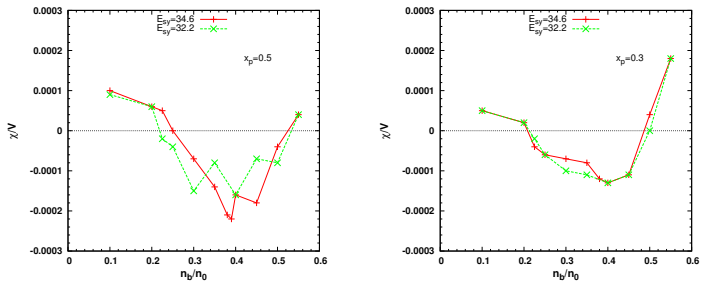 E_sy=34.6
E_sy=32.2
x_p=0.5
0.0003
0.0002
0.0001
0
-0.0001
-0.0002
-0.0003
χ/V
0 0.1 0.2 0.3 0.4 0.5 0.6
n_b/n_0
E_sy=34.6
E_sy=32.2
x_p=0.3
0.0003
0.0002
0.0001
0
-0.0001
-0.0002
-0.0003
χ/V
0 0.1 0.2 0.3 0.4 0.5 0.6
n_b/n_0